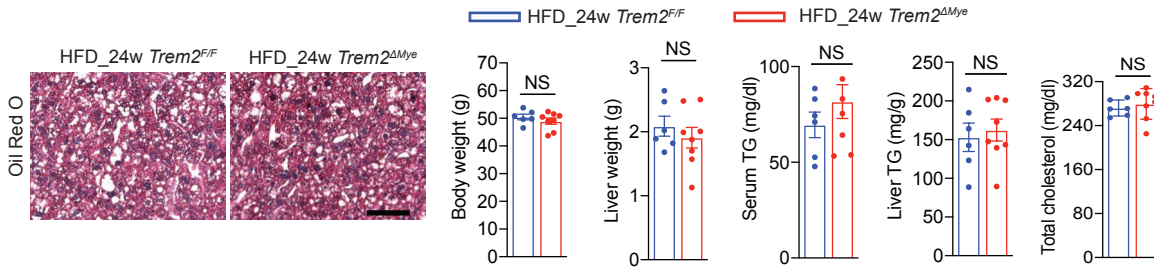 HFD_24w Trem2F/F
HFD_24w Trem2ΔMye
HFD_24w Trem2F/F
HFD_24w Trem2ΔMye
Oil Red O
Body weight (g)
NS
70
60
50
40
30
20
10
0
Liver weight (g)
NS
3
2
1
0
Serum TG (mg/dl)
NS
100
50
0
Liver TG (mg/g)
NS
250
200
150
100
50
0
Total cholesterol (mg/dl)
NS
320
240
160
80
0